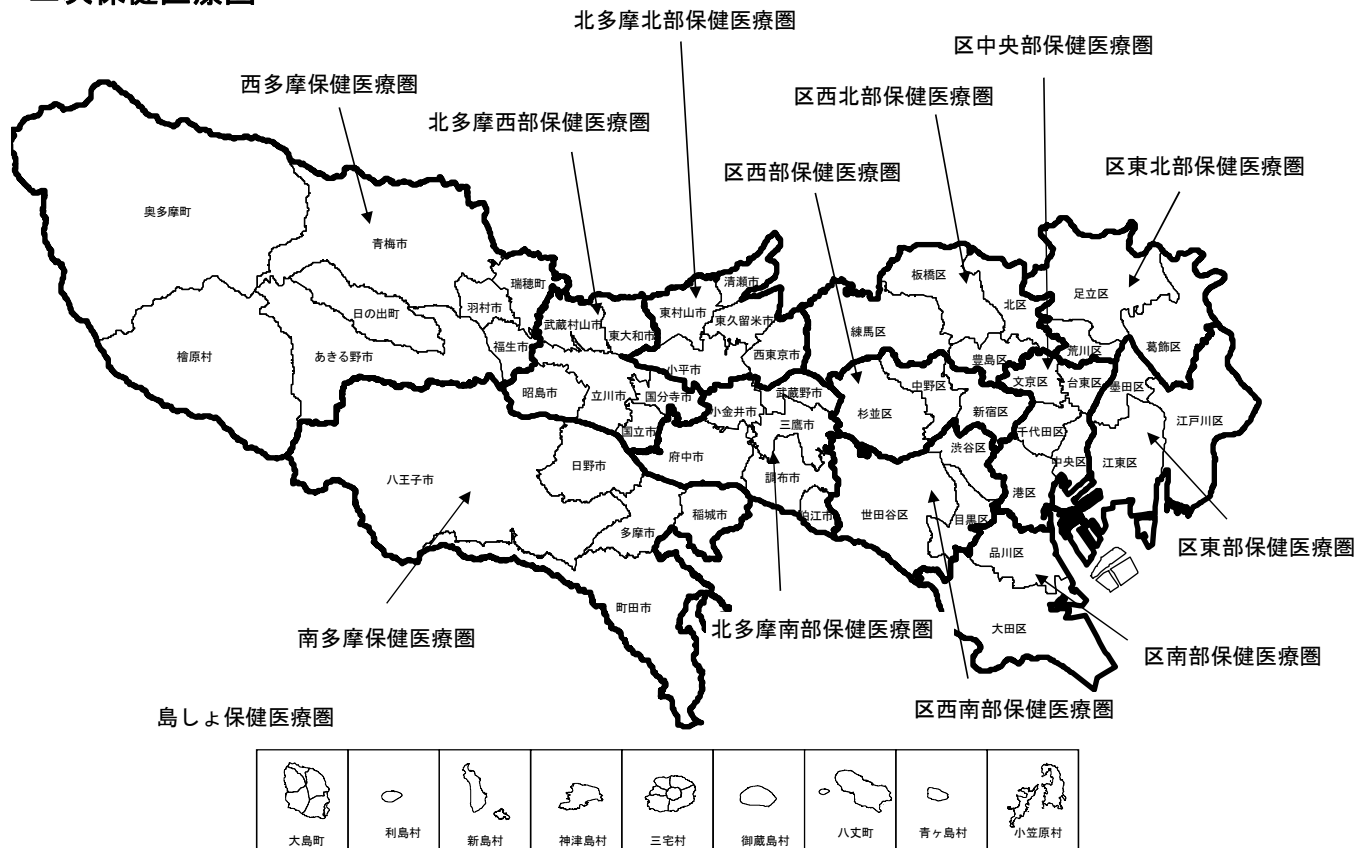 二次保健医療圏
北多摩北部保健医療圏
区中央部保健医療圏
西多摩保健医療圏
区西北部保健医療圏
北多摩西部保健医療圏
区西部保健医療圏
区東北部保健医療圏
奥多摩町
青梅市
瑞穂町
清瀬市
板橋区
足立区
羽村市
日の出町
武蔵村山市
東大和市
東村山市
東久留米市
練馬区
北区
檜原村
あきる野市
福生市
西東京市
豊島区
荒川区
葛飾区
小平市
昭島市
立川市
国分寺市
武蔵野市
中野区
文京区
台東区
墨田区
小金井市
杉並区
新宿区
江戸川区
国立市
三鷹市
千代田区
渋谷区
府中市
日野市
中央区
江東区
八王子市
調布市
港区
稲城市
狛江市
世田谷区
目黒区
多摩市
品川区
区東部保健医療圏
町田市
大田区
南多摩保健医療圏
北多摩南部保健医療圏
区南部保健医療圏
島しょ保健医療圏
区西南部保健医療圏
大島町
利島村
新島村
神津島村
三宅村
御蔵島村
八丈町
青ヶ島村
小笠原村